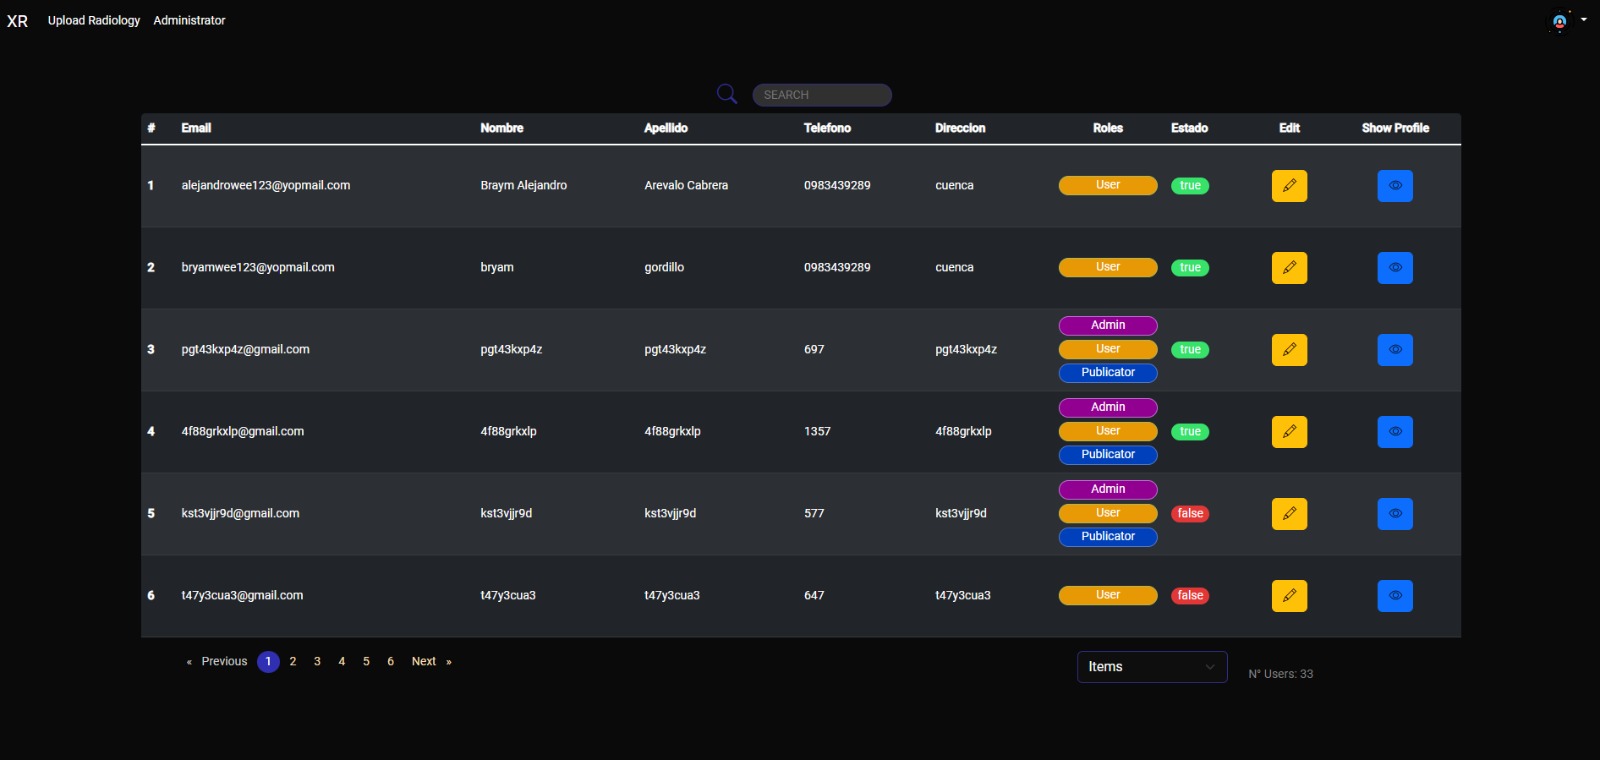 XR Upload Radiology Administrator
SEARCH
# Email Nombre Apellido Telefono Direccion Roles Estado Edit Show Profile
1 alejandrowee123@yopmail.com Braym Alejandro Arevalo Cabrera 0983439289 cuenca User true
2 bryamwee123@yopmail.com bryam gordillo 0983439289 cuenca User true
Admin
3 pgt43kxp4z@gmail.com pgt43kxp4z pgt43kxp4z 697 pgt43kxp4z User true
Publicator
Admin
4 4f88grkxlp@gmail.com 4f88grkxlp 4f88grkxlp 1357 4f88grkxlp User true
Publicator
Admin
5 kst3vjjr9d@gmail.com kst3vjjr9d kst3vjjr9d 577 kst3vjjr9d User false
Publicator
6 t47y3cua3@gmail.com t47y3cua3 t47y3cua3 647 t47y3cua3 User false
« Previous 1 2 3 4 5 6 Next » Items
N° Users: 33